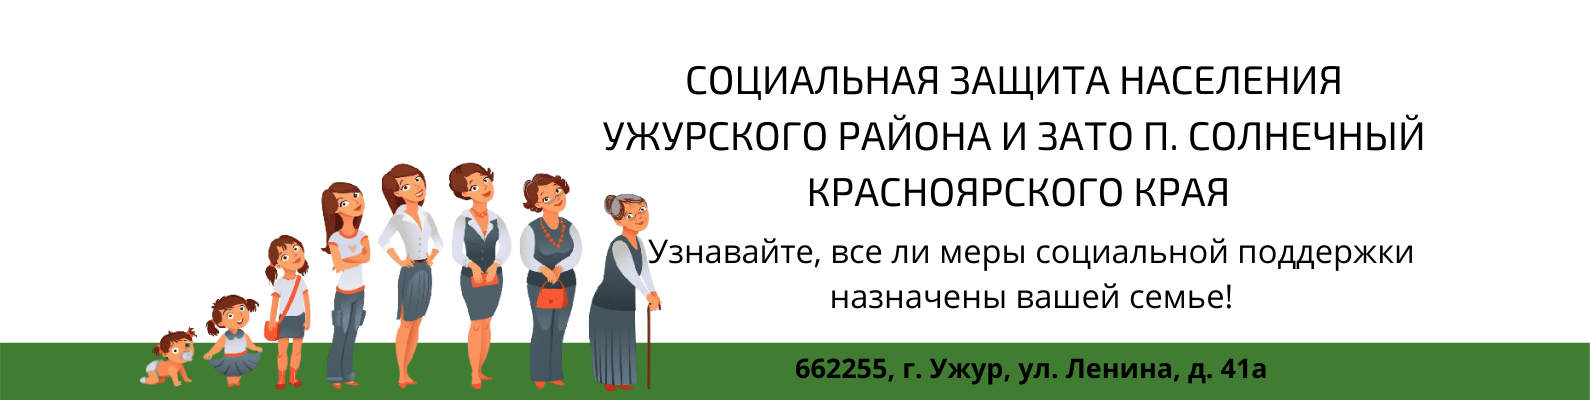 СОЦИАЛЬНАЯ ЗАЩИТА НАСЕЛЕНИЯ
УЖУРСКОГО РАЙОНА И ЗАТО П. СОЛНЕЧНЫЙ
КРАСНОЯРСКОГО КРАЯ
Узнавайте, все ли меры социальной поддержки
назначены вашей семье!
662255, г. Ужур, ул. Ленина, д. 41а